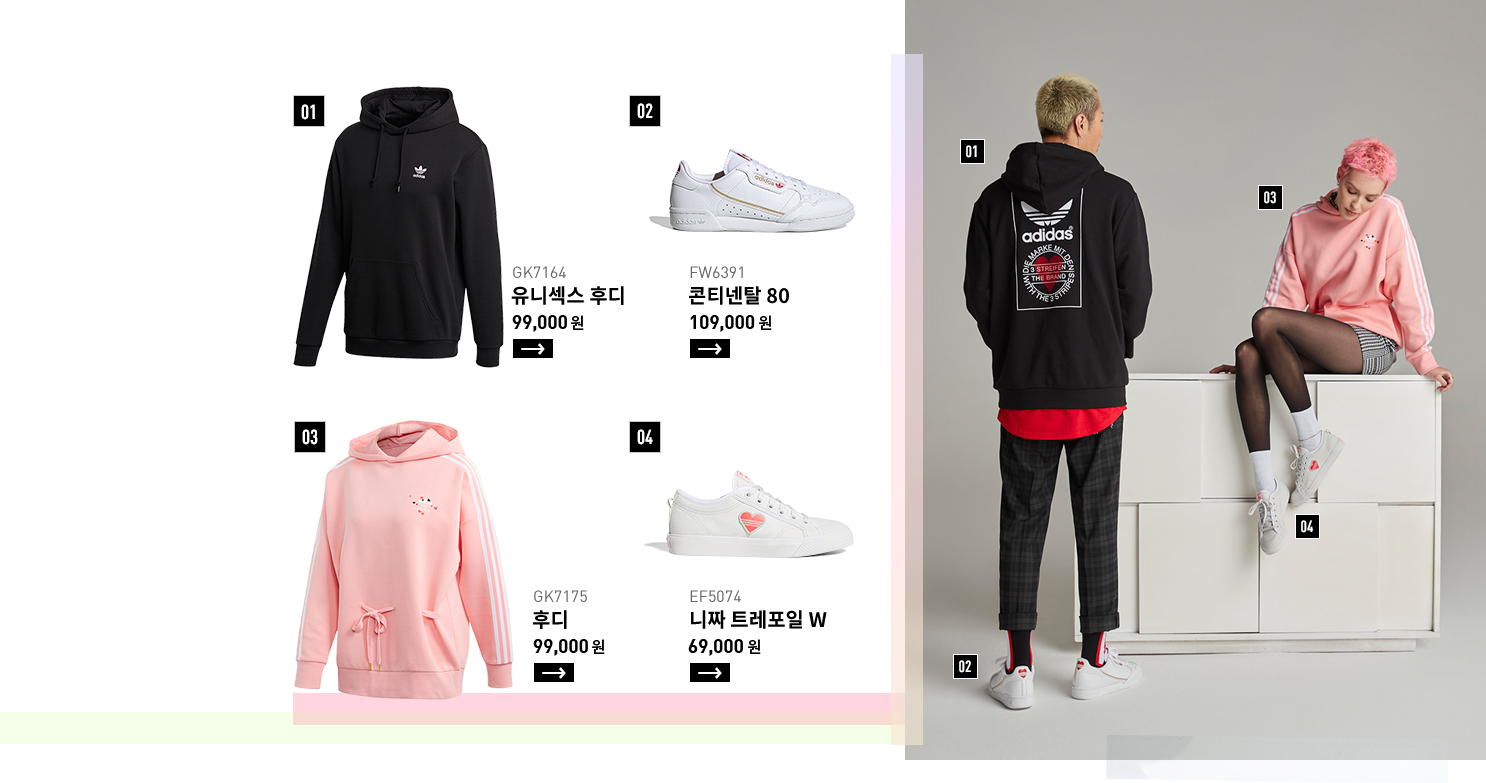 01
adidas
GK7164
유니섹스 후디
99,000 원
02
adidas
FW6391
콘티넨탈 80
109,000 원
03
GK7175
후디
99,000 원
04
EF5074
니짜 트레포일 W
69,000 원
01
adidas
DIE MARKE MIT DEN
3 STREIFEN
THE BRAND
WITH THE 3 STRIPES
03
04
02